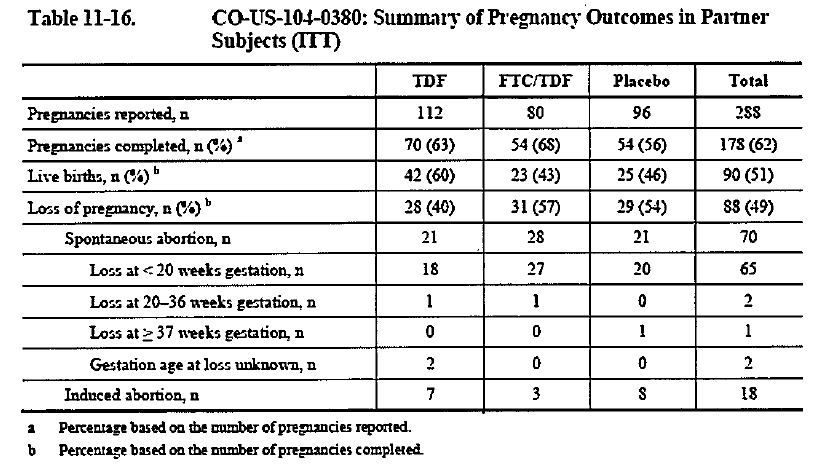 Table 11-16. CO-US-104-0380: Summary of Pregnancy Outcomes in Partner
Subjects (ITT)
TDF FTC/TDF Placebo Total
Pregnancies reported, n 112 80 96 288
Pregnancies completed, n (%) a 70 (63) 54 (68) 54 (56) 178 (62)
Live births, n (%) b 42 (60) 23 (43) 25 (46) 90 (51)
Loss of pregnancy, n (%) b 28 (40) 31 (57) 29 (54) 88 (49)
Spontaneous abortion, n 21 28 21 70
Loss at < 20 weeks gestation, n 18 27 20 65
Loss at 20–36 weeks gestation, n 1 1 0 2
Loss at ≥ 37 weeks gestation, n 0 0 1 1
Gestation age at loss unknown, n 2 0 0 2
Induced abortion, n 7 3 8 18
a Percentage based on the number of pregnancies reported.
b Percentage based on the number of pregnancies completed.